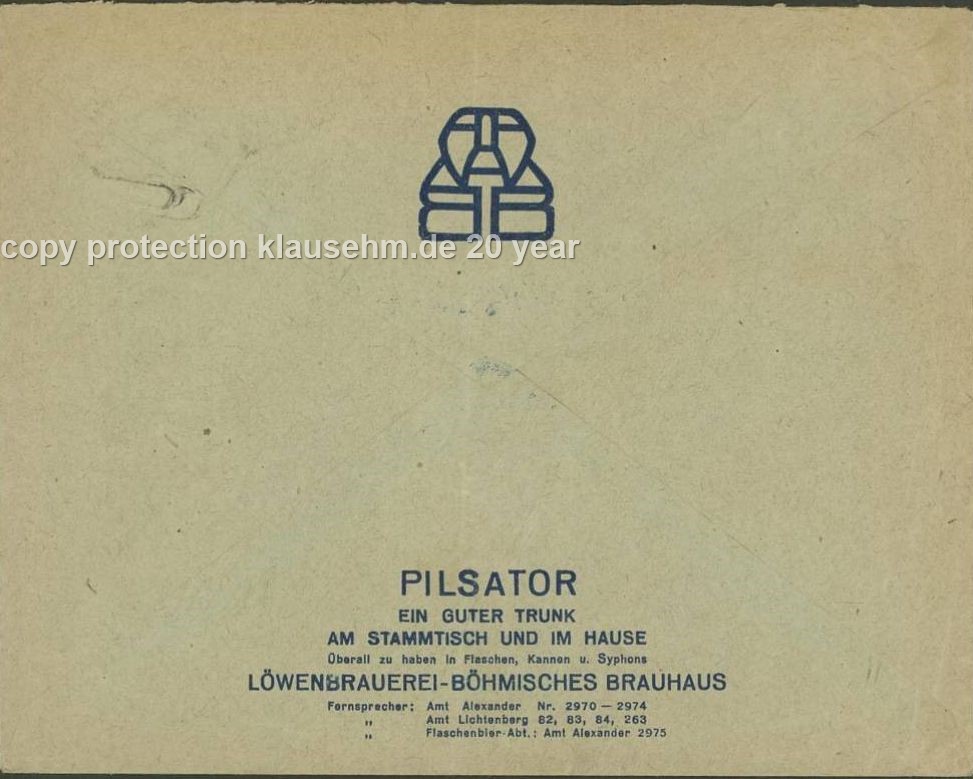 copy protection klausehm.de 20 year
PILSATOR
EIN GUTER TRUNK
AM STAMMTISCH UND IM HAUSE
Überall zu haben in Flaschen, Kannen u. Syphons
LÖWENBRAUEREI-BÖHMISCHES BRAUHAUS
Fernsprecher: Amt Alexander Nr. 2970 — 2974
„ Amt Lichtenberg 82, 83, 84, 263
„ Flaschenbier-Abt.: Amt Alexander 2975